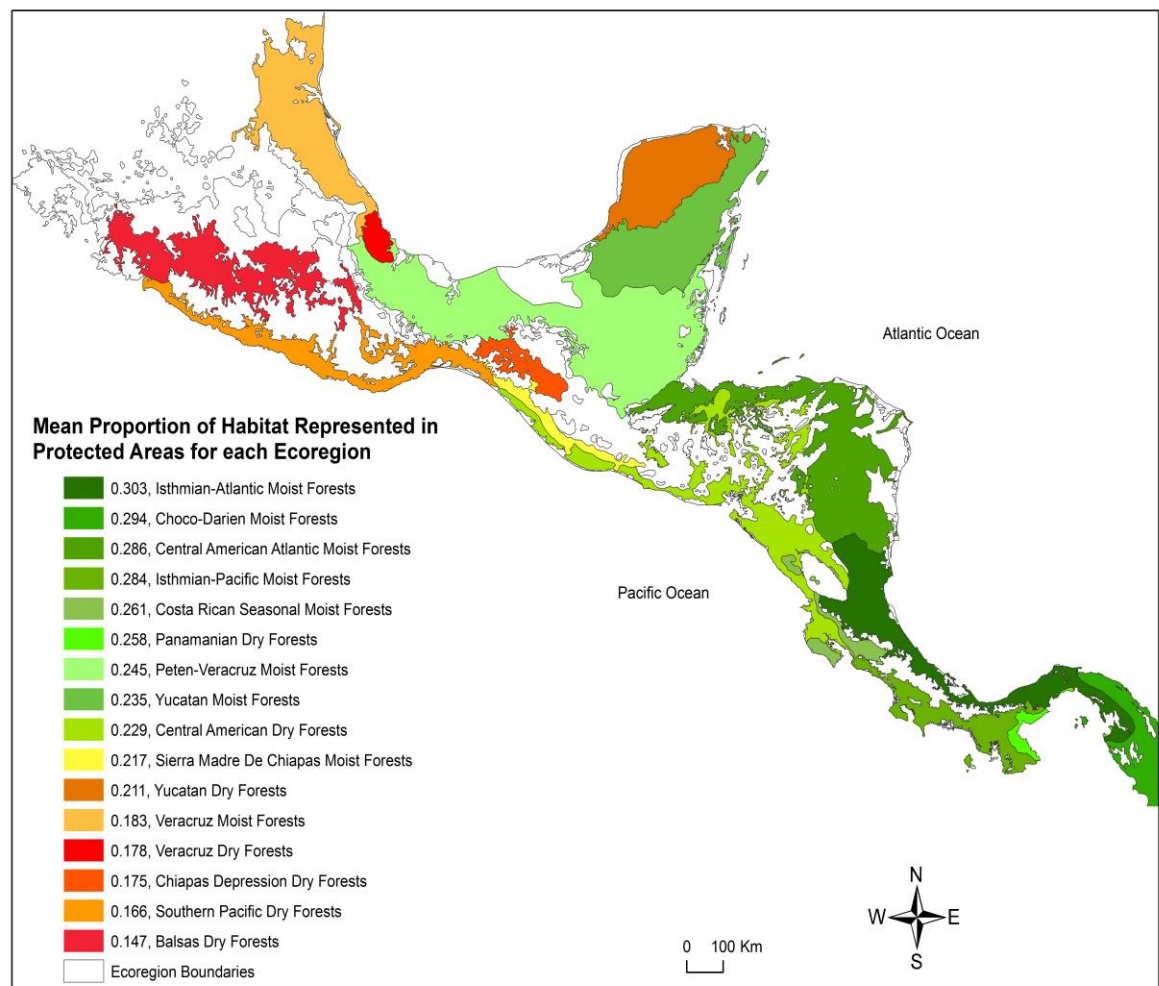 Atlantic Ocean
Pacific Ocean
Mean Proportion of Habitat Represented in
Protected Areas for each Ecoregion
0.303, Isthmian-Atlantic Moist Forests
0.294, Choco-Darien Moist Forests
0.286, Central American Atlantic Moist Forests
0.284, Isthmian-Pacific Moist Forests
0.261, Costa Rican Seasonal Moist Forests
0.258, Panamanian Dry Forests
0.245, Peten-Veracruz Moist Forests
0.235, Yucatan Moist Forests
0.229, Central American Dry Forests
0.217, Sierra Madre De Chiapas Moist Forests
0.211, Yucatan Dry Forests
0.183, Veracruz Moist Forests
0.178, Veracruz Dry Forests
0.175, Chiapas Depression Dry Forests
0.166, Southern Pacific Dry Forests
0.147, Balsas Dry Forests
Ecoregion Boundaries
N
W E
S
0 100 Km